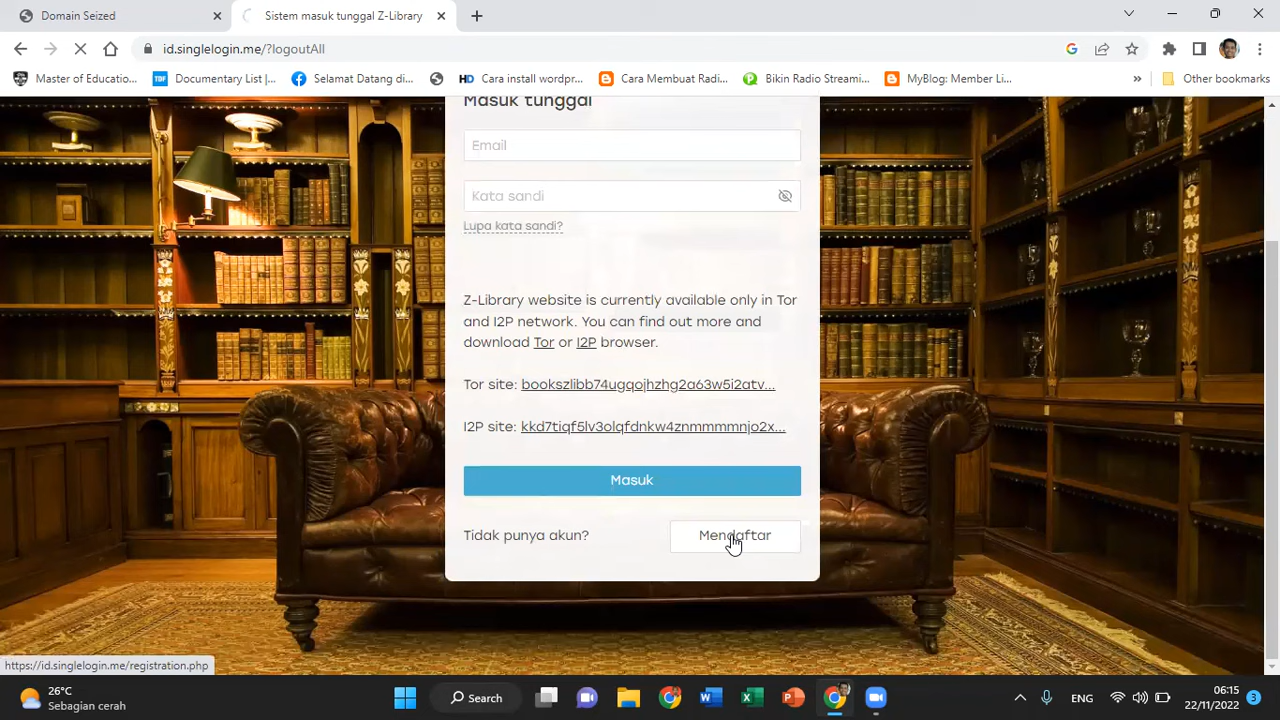 Domain Seized
Sistem masuk tunggal Z-Library
id.singlelogin.me/?logoutAll
Master of Educatio...
TDF
Documentary List |...
Selamat Datang di...
HD
Cara install wordpr...
Cara Membuat Radi...
Bikin Radio Streami...
MyBlog: Member Li...
»
Other bookmarks
Masuk tunggal
Email
Kata sandi
Lupa kata sandi?
Z-Library website is currently available only in Tor
and I2P network. You can find out more and
download Tor or I2P browser.
Tor site: bookszlibb74ugqojhzhg2a63w5i2atv...
I2P site: kkd7tiqf5lv3olqfdnkw4znmmmmnjo2x...
Masuk
Tidak punya akun?
Mendaftar
https://id.singlelogin.me/registration.php
26°C
Sebagian cerah
Search
ENG
06:15
22/11/2022
3